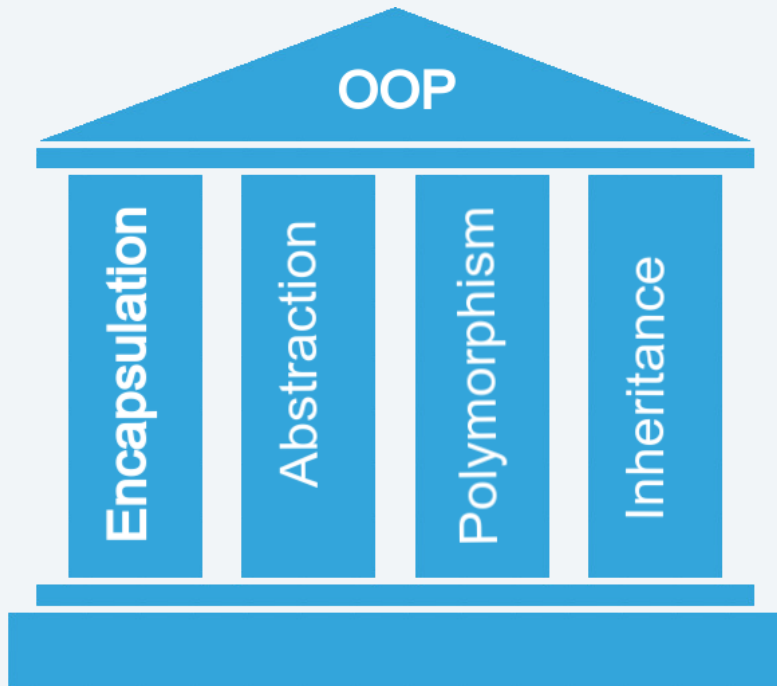 OOP
Encapsulation
Abstraction
Polymorphism
Inheritance